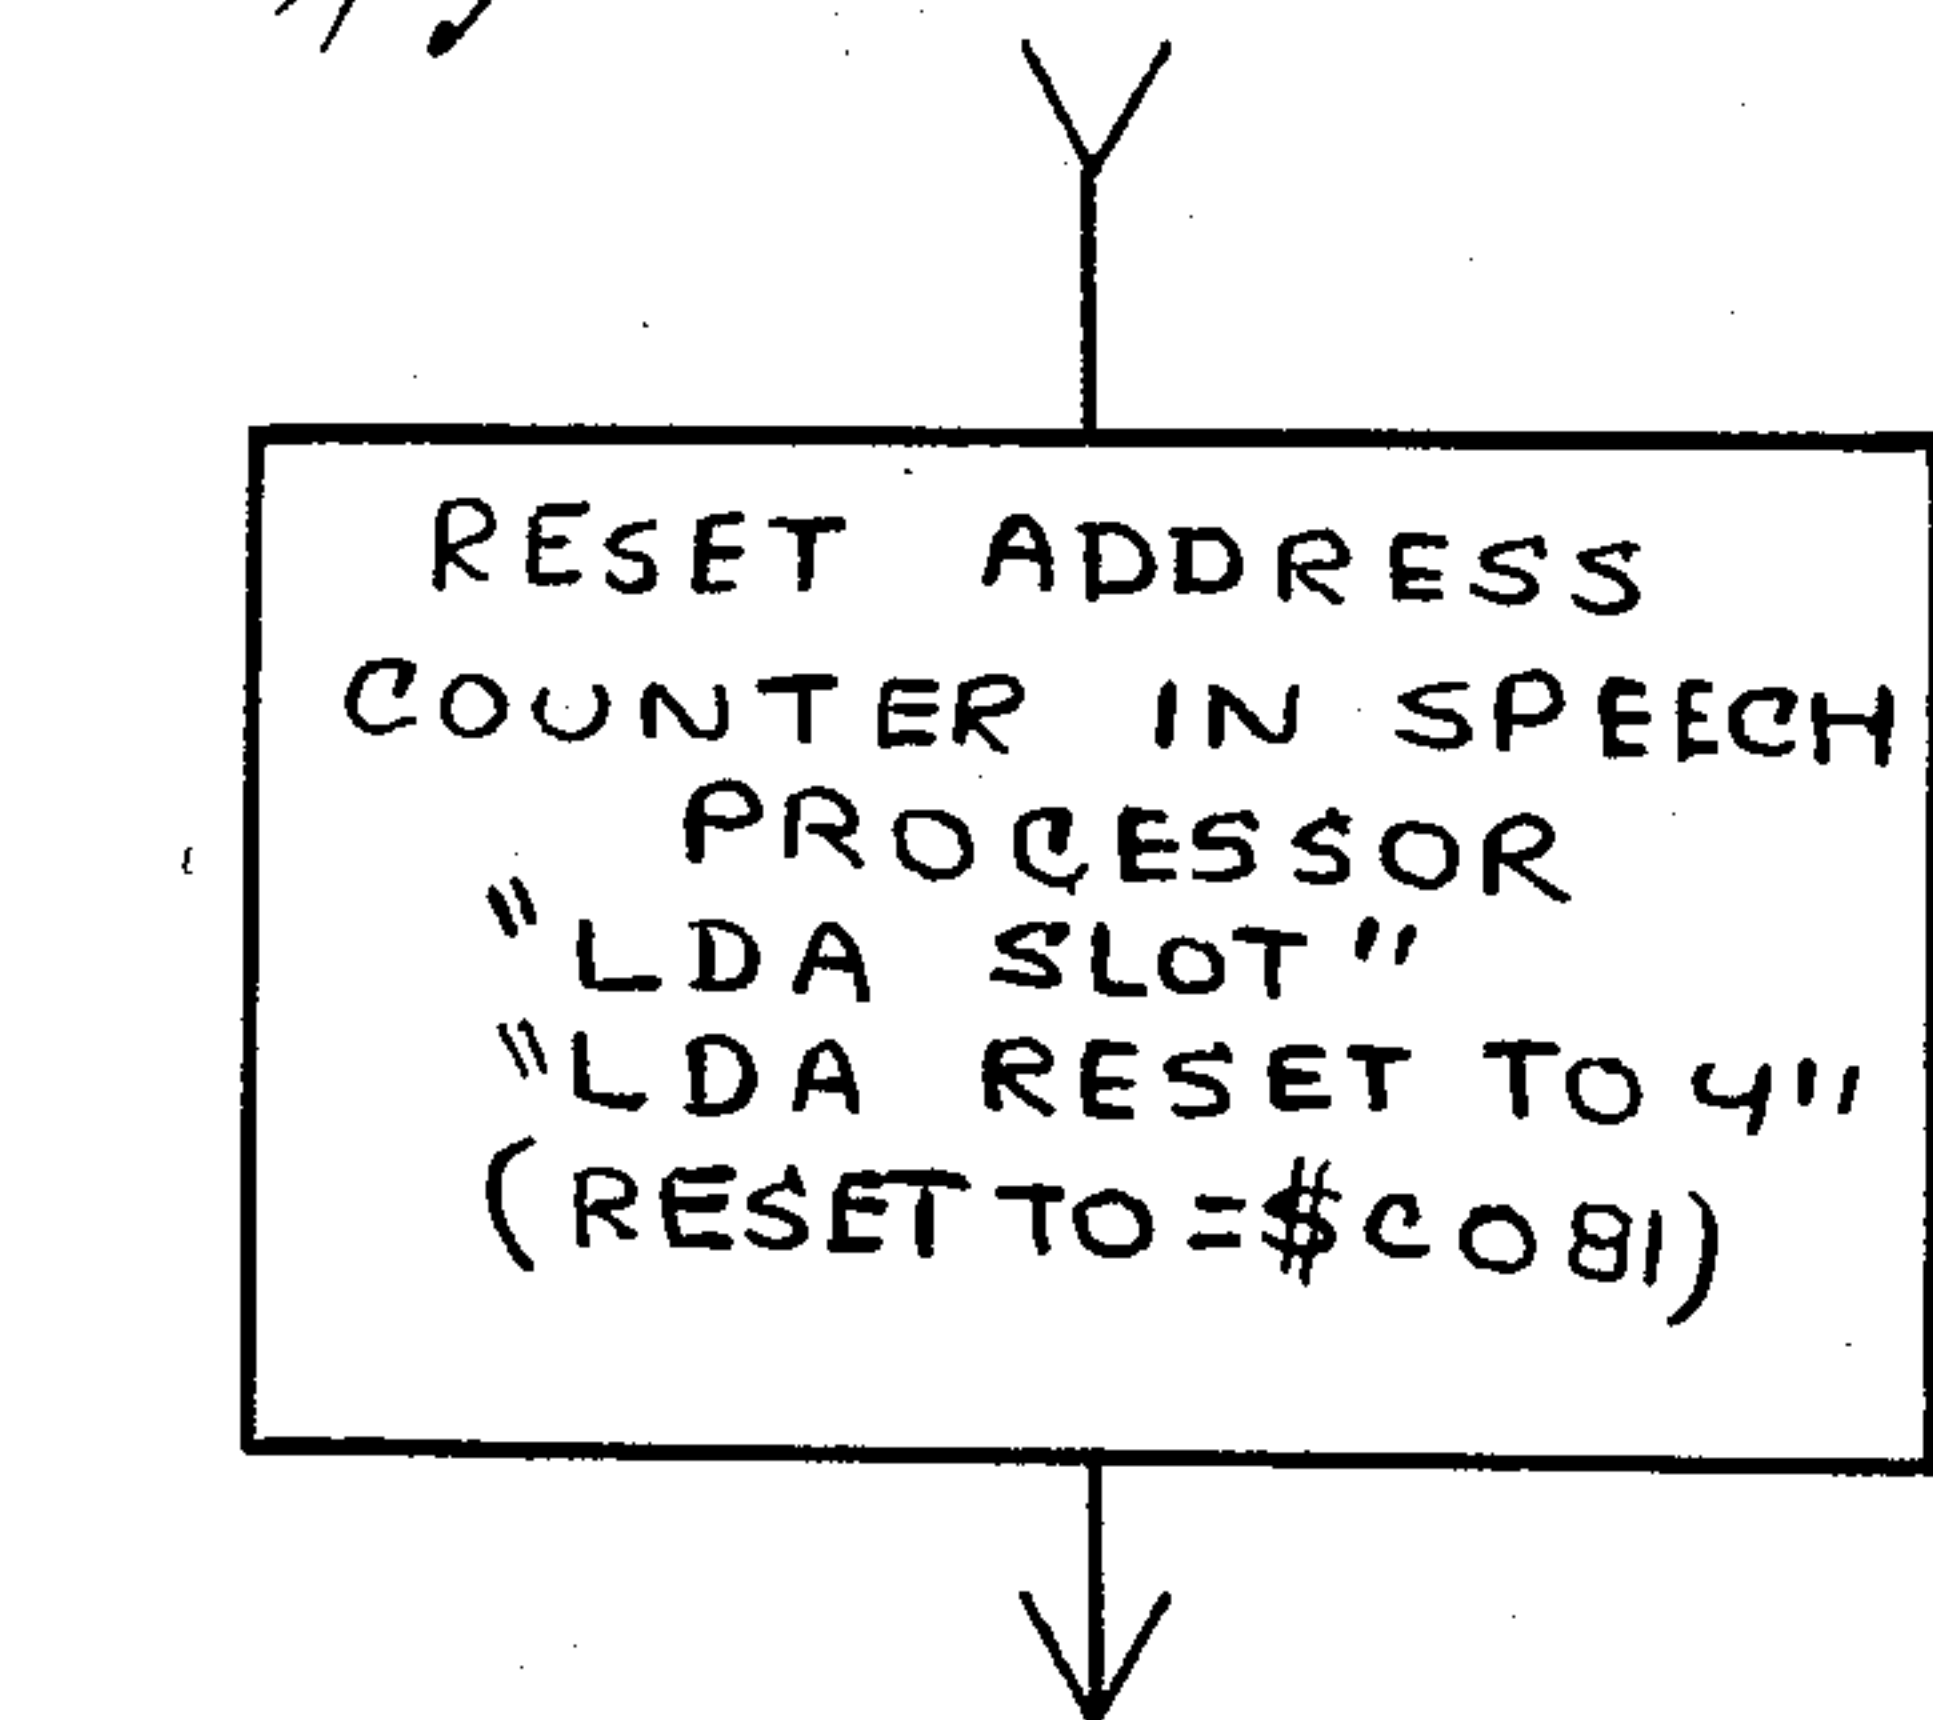 RESET ADDRESS
COUNTER IN SPEECH
PROCESSOR
"LDA SLOT"
"LDA RESET TO 4"
(RESET TO = $C081)